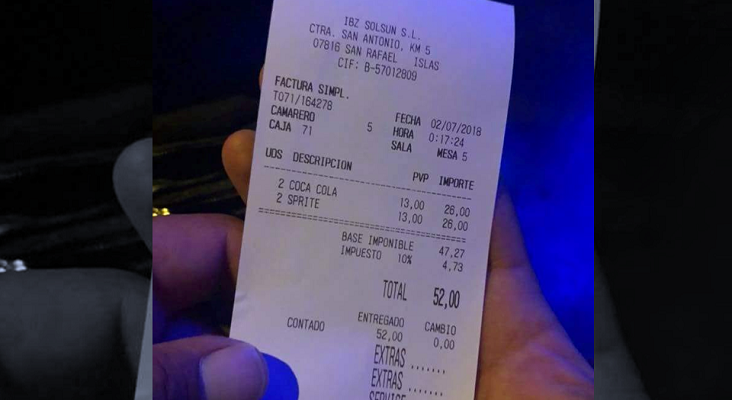 IBZ SOLSUN S.L.
CTRA. SAN ANTONIO, KM 5
07816 SAN RAFAEL ISLAS
CIF: B-57012809
FACTURA SIMPL.
T071/164278
FECHA 02/07/2018
CAMARERO 5 HORA 0:17:24
CAJA 71 SALA MESA 5
UDS DESCRIPCION PVP IMPORTE
2 COCA COLA 13,00 26,00
2 SPRITE 13,00 26,00
BASE IMPONIBLE 47,27
IMPUESTO 10% 4,73
TOTAL 52,00
ENTREGADO CAMBIO
CONTADO 52,00 0,00
EXTRAS .......
EXTRAS .......